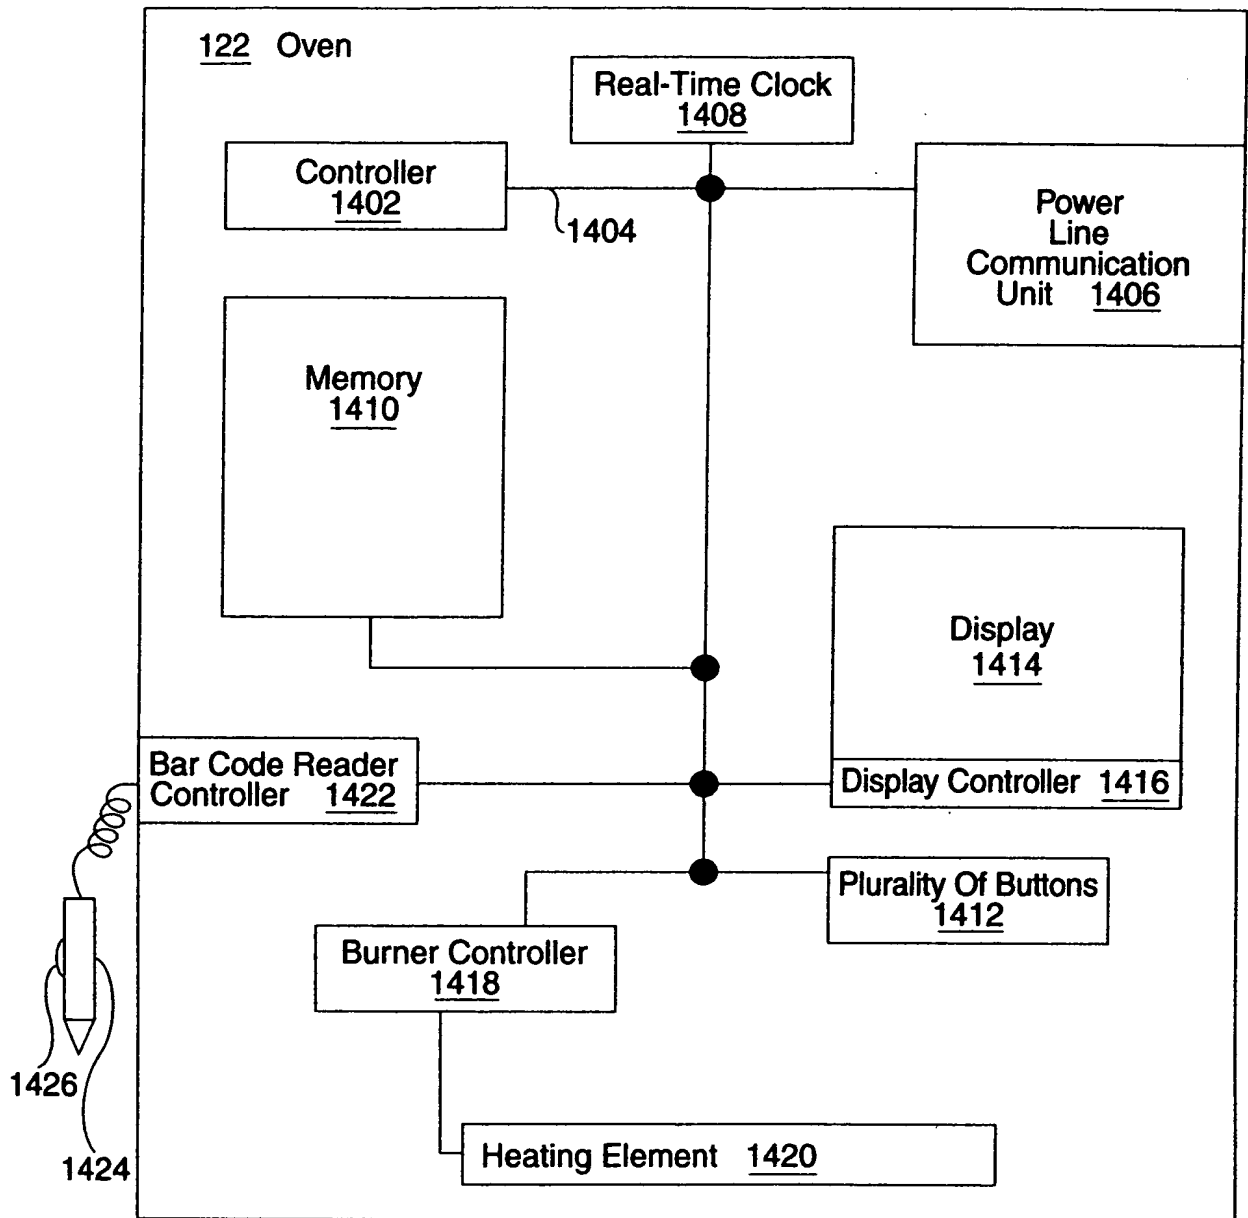 122 Oven
Real-Time Clock
1408
Controller
1402
1404
Power
Line
Communication
Unit 1406
Memory
1410
Display
1414
Bar Code Reader
Controller 1422
Display Controller 1416
Plurality Of Buttons
1412
Burner Controller
1418
1426
1424
Heating Element 1420